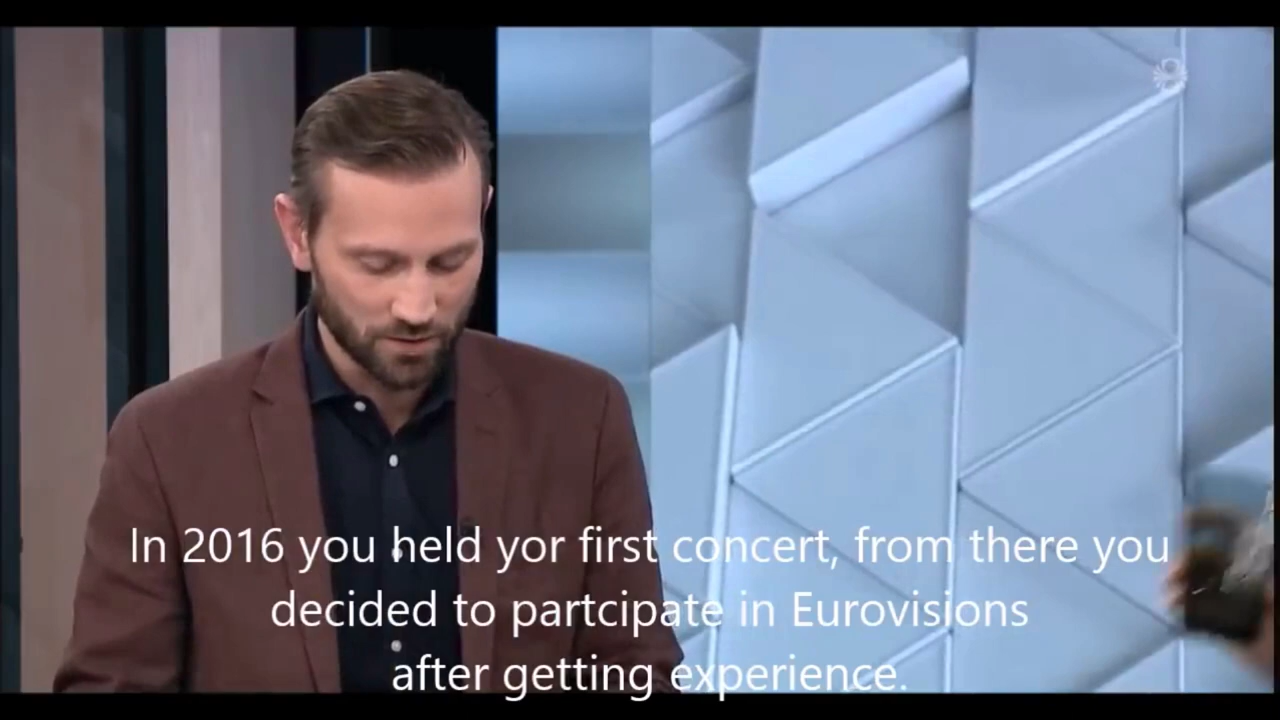 In 2016 you held yor first concert, from there you
decided to partcipate in Eurovisions
after getting experience.